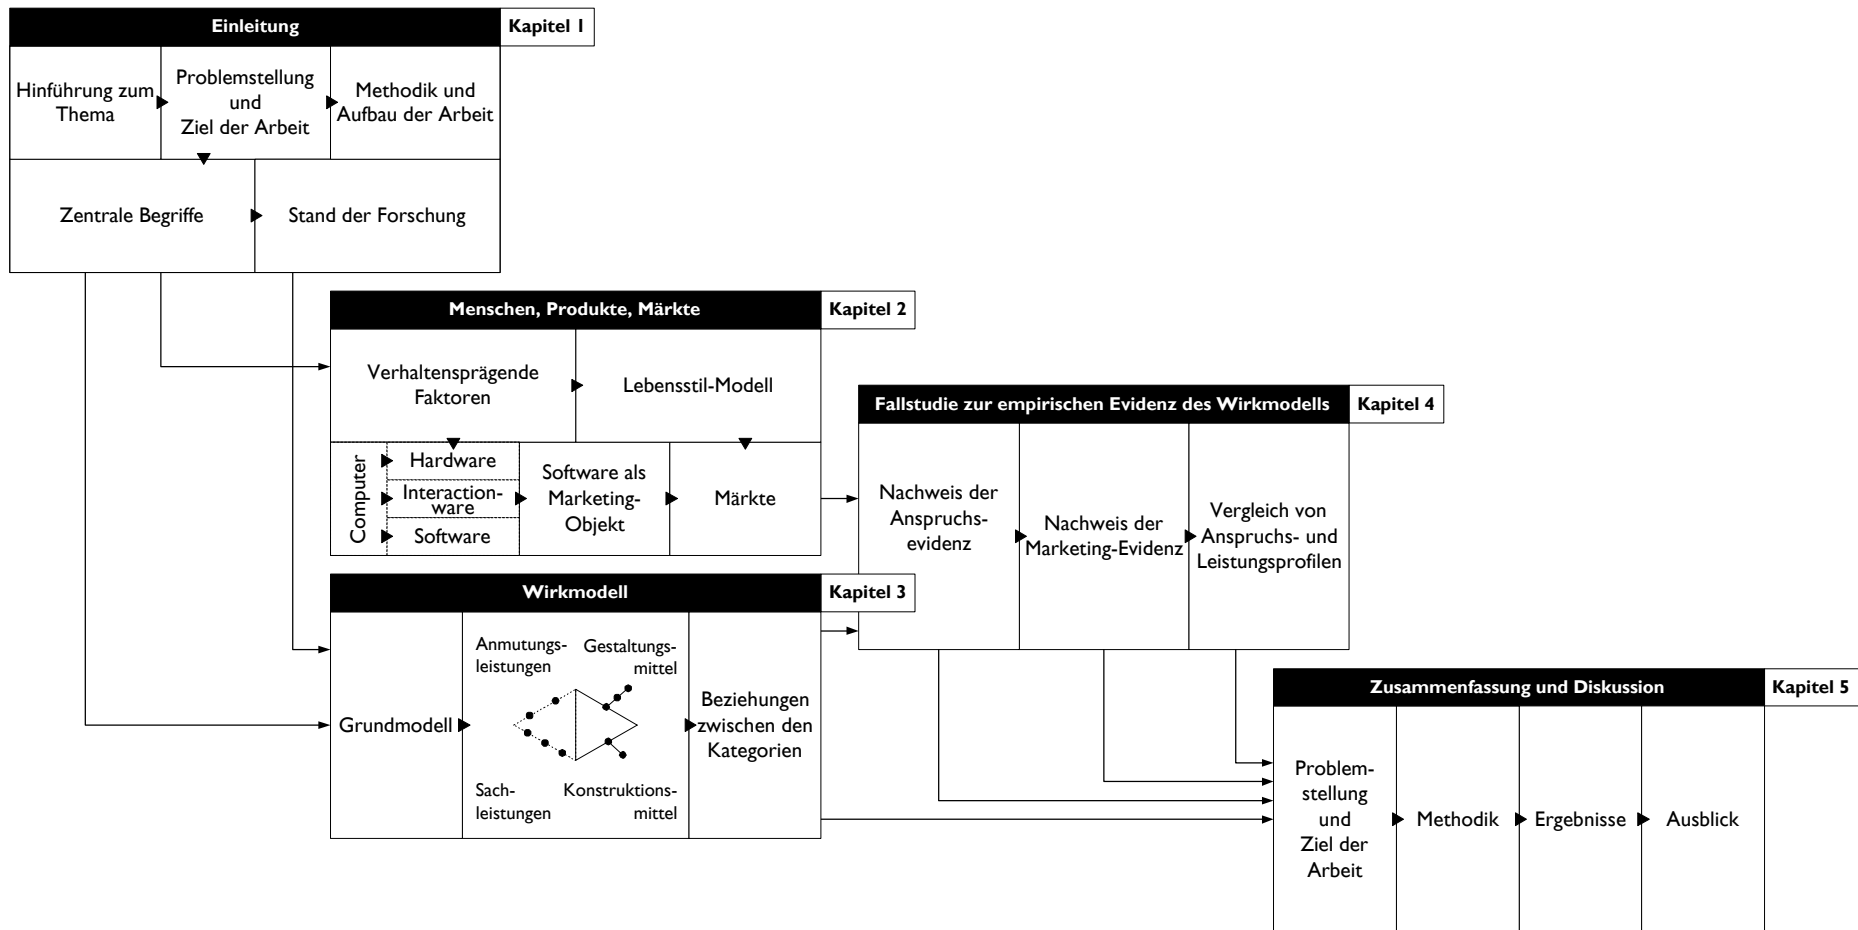 Einleitung
Kapitel 1
Hinführung zum
Thema
Problemstellung
und
Ziel der Arbeit
Methodik und
Aufbau der Arbeit
Zentrale Begriffe
Stand der Forschung
Menschen, Produkte, Märkte
Kapitel 2
Verhaltensprägende
Faktoren
Lebensstil-Modell
Computer
Hardware
Interaction-
ware
Software
Software als
Marketing-
Objekt
Märkte
Wirkmodell
Kapitel 3
Grundmodell
Anmutungs-
leistungen
Gestaltungs-
mittel
Sach-
leistungen
Konstruktions-
mittel
Beziehungen
zwischen den
Kategorien
Fallstudie zur empirischen Evidenz des Wirkmodells
Kapitel 4
Nachweis der
Anspruchs-
evidenz
Nachweis der
Marketing-Evidenz
Vergleich von
Anspruchs- und
Leistungsprofilen
Zusammenfassung und Diskussion
Kapitel 5
Problem-
stellung
und
Ziel der
Arbeit
Methodik
Ergebnisse
Ausblick